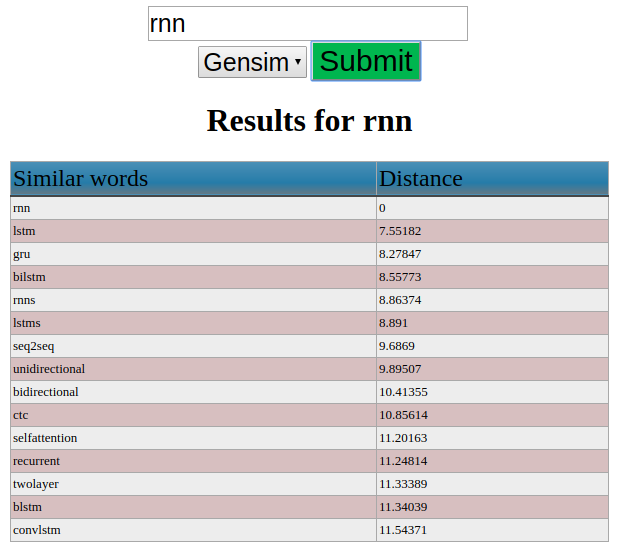 rnn
Gensim Submit
Results for rnn
Similar words Distance
rnn 0
lstm 7.55182
gru 8.27847
bilstm 8.55773
rnns 8.86374
lstms 8.891
seq2seq 9.6869
unidirectional 9.89507
bidirectional 10.41355
ctc 10.85614
selfattention 11.20163
recurrent 11.24814
twolayer 11.33389
blstm 11.34039
convlstm 11.54371